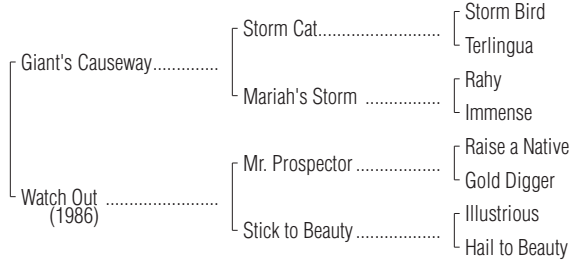 Storm Bird
Storm Cat........................
Terlingua
Giant's Causeway.............
Rahy
Mariah's Storm ...............
Immense
Raise a Native
Mr. Prospector .................
Gold Digger
Watch Out ......................
(1986)
Illustrious
Stick to Beauty .................
Hail to Beauty